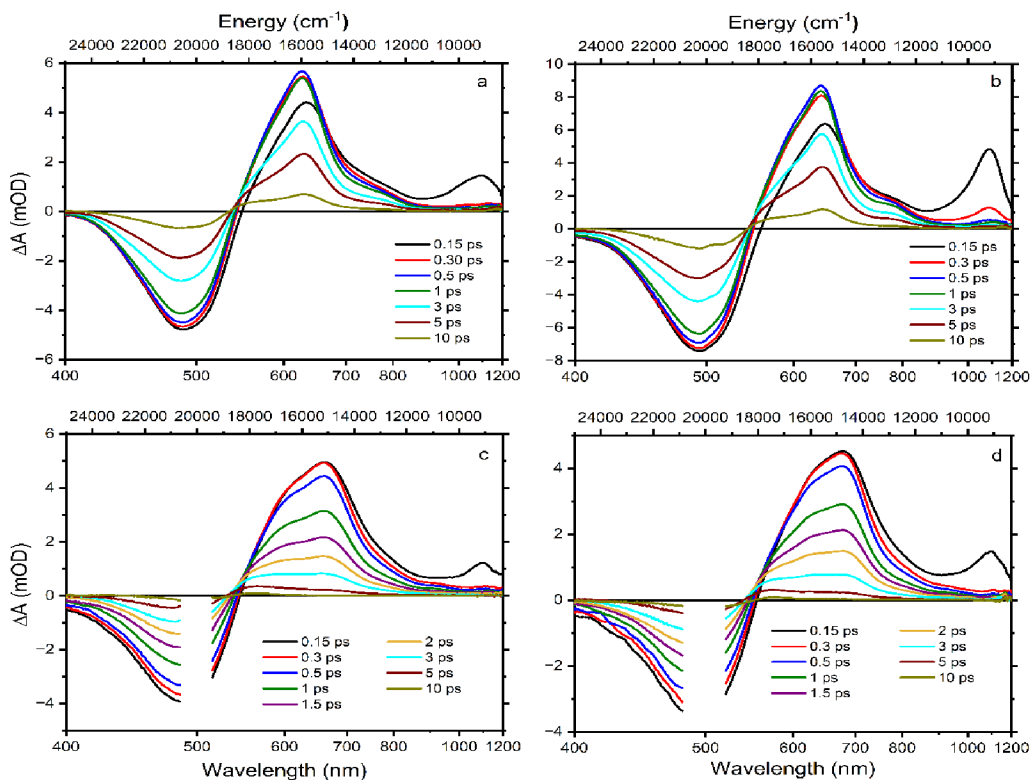 Energy (cm⁻¹)
24000 22000 20000 18000 16000 14000 12000 10000
a
ΔA (mOD)
6
4
2
0
−2
−4
−6
0.15 ps
0.30 ps
0.5 ps
1 ps
3 ps
5 ps
10 ps
400 500 600 700 800 1000 1200
Energy (cm⁻¹)
24000 22000 20000 18000 16000 14000 12000 10000
b
10
8
6
4
2
0
−2
−4
−6
−8
0.15 ps
0.3 ps
0.5 ps
1 ps
3 ps
5 ps
10 ps
400 500 600 700 800 1000 1200
24000 22000 20000 18000 16000 14000 12000 10000
c
ΔA (mOD)
6
4
2
0
−2
−4
0.15 ps
0.3 ps
0.5 ps
1 ps
1.5 ps
2 ps
3 ps
5 ps
10 ps
400 500 600 700 800 1000 1200
Wavelength (nm)
24000 22000 20000 18000 16000 14000 12000 10000
d
4
2
0
−2
−4
0.15 ps
0.3 ps
0.5 ps
1 ps
1.5 ps
2 ps
3 ps
5 ps
10 ps
400 500 600 700 800 1000 1200
Wavelength (nm)